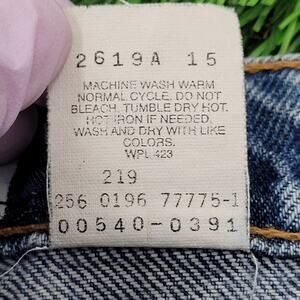 2619A 15
MACHINE WASH WARM
NORMAL CYCLE. DO NOT
BLEACH. TUMBLE DRY HOT.
HOT IRON IF NEEDED.
WASH AND DRY WITH LIKE
COLORS.
WPL 423
219
256 0196 77775-1
00540-0391